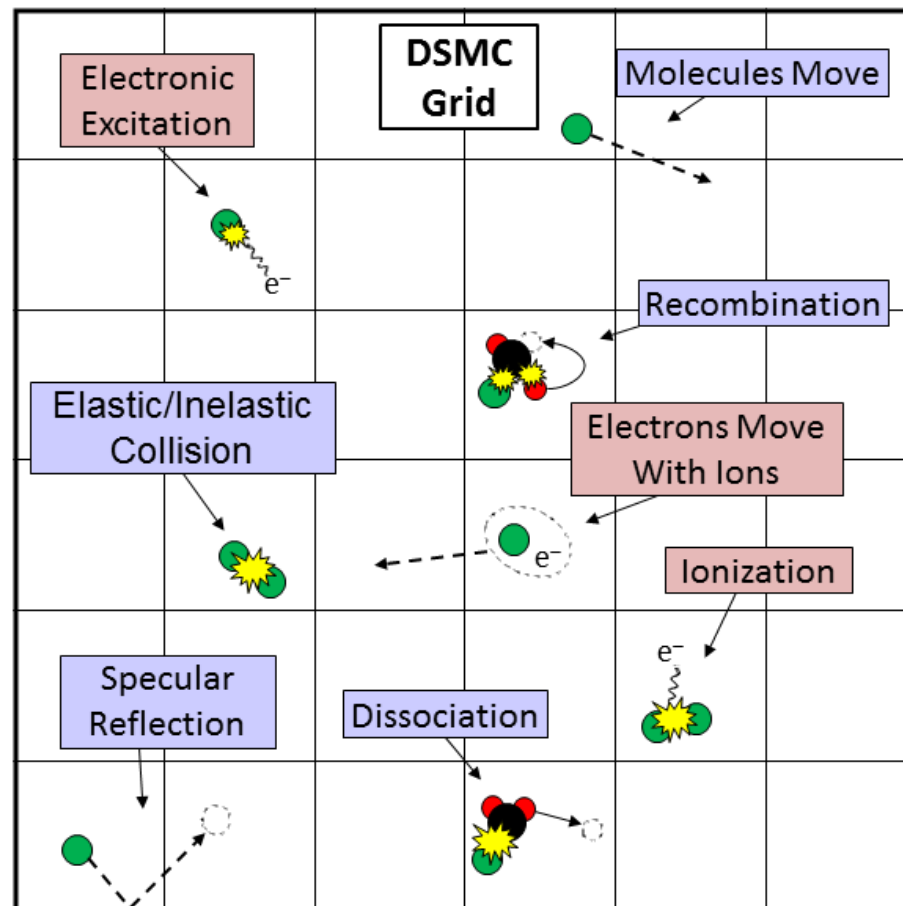 DSMC
Grid
Electronic
Excitation
Molecules Move
e⁻
Recombination
Elastic/Inelastic
Collision
Electrons Move
With Ions
e⁻
Ionization
e⁻
Specular
Reflection
Dissociation